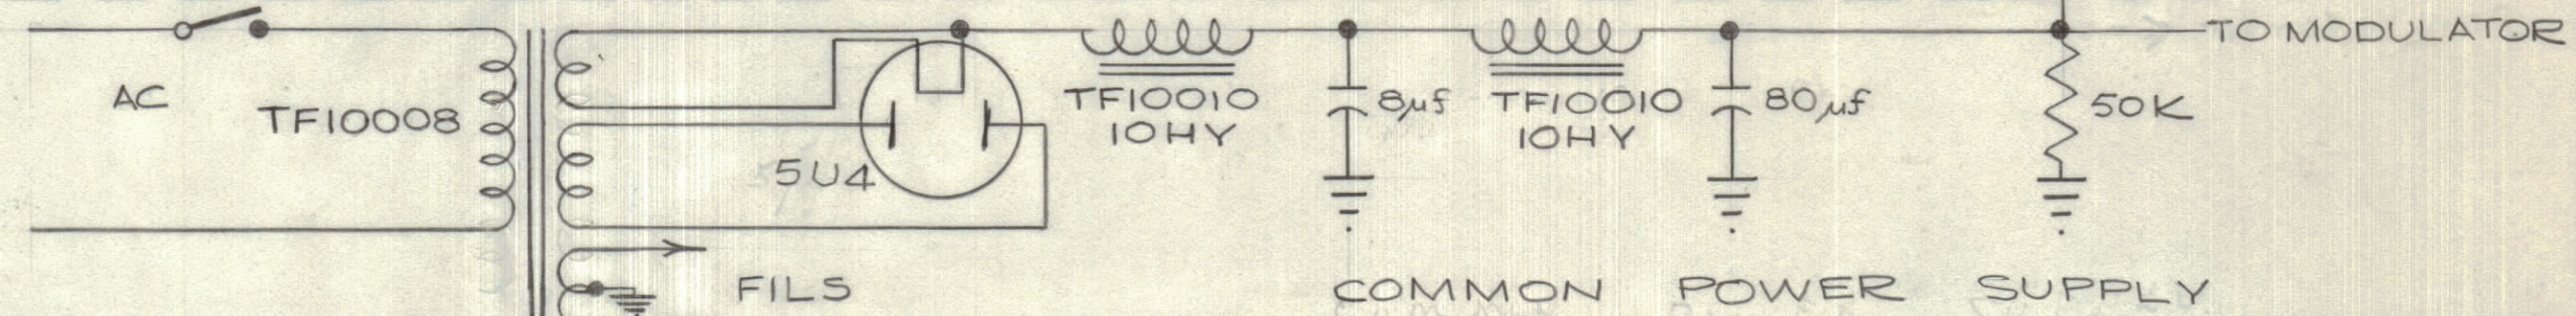 TO MODULATOR
AC
TF10008
TF10010
10HY
8µf
TF10010
10HY
80µf
50K
5U4
FILS
COMMON POWER SUPPLY